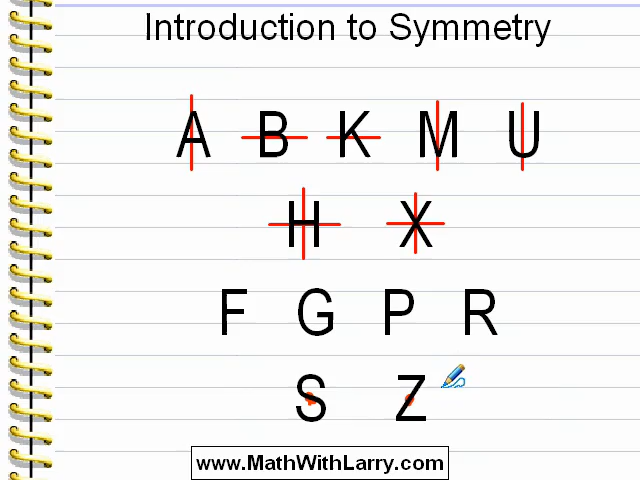 Introduction to Symmetry
A B K M U
H X
F G P R
S Z
www.MathWithLarry.com